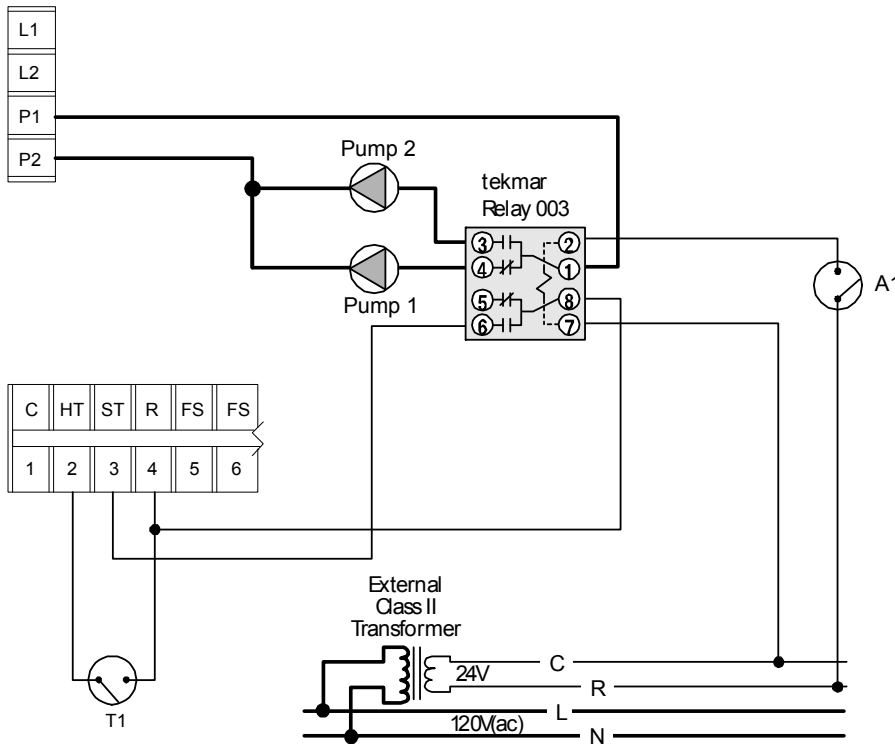 L1
L2
P1
P2
Pump 2
Pump 1
tekmar
Relay 003
3
2
4
1
5
8
6
7
A1
C HT ST R FS FS
1 2 3 4 5 6
T1
External
Class II
Transformer
24V
C
R
L
120V(ac)
N